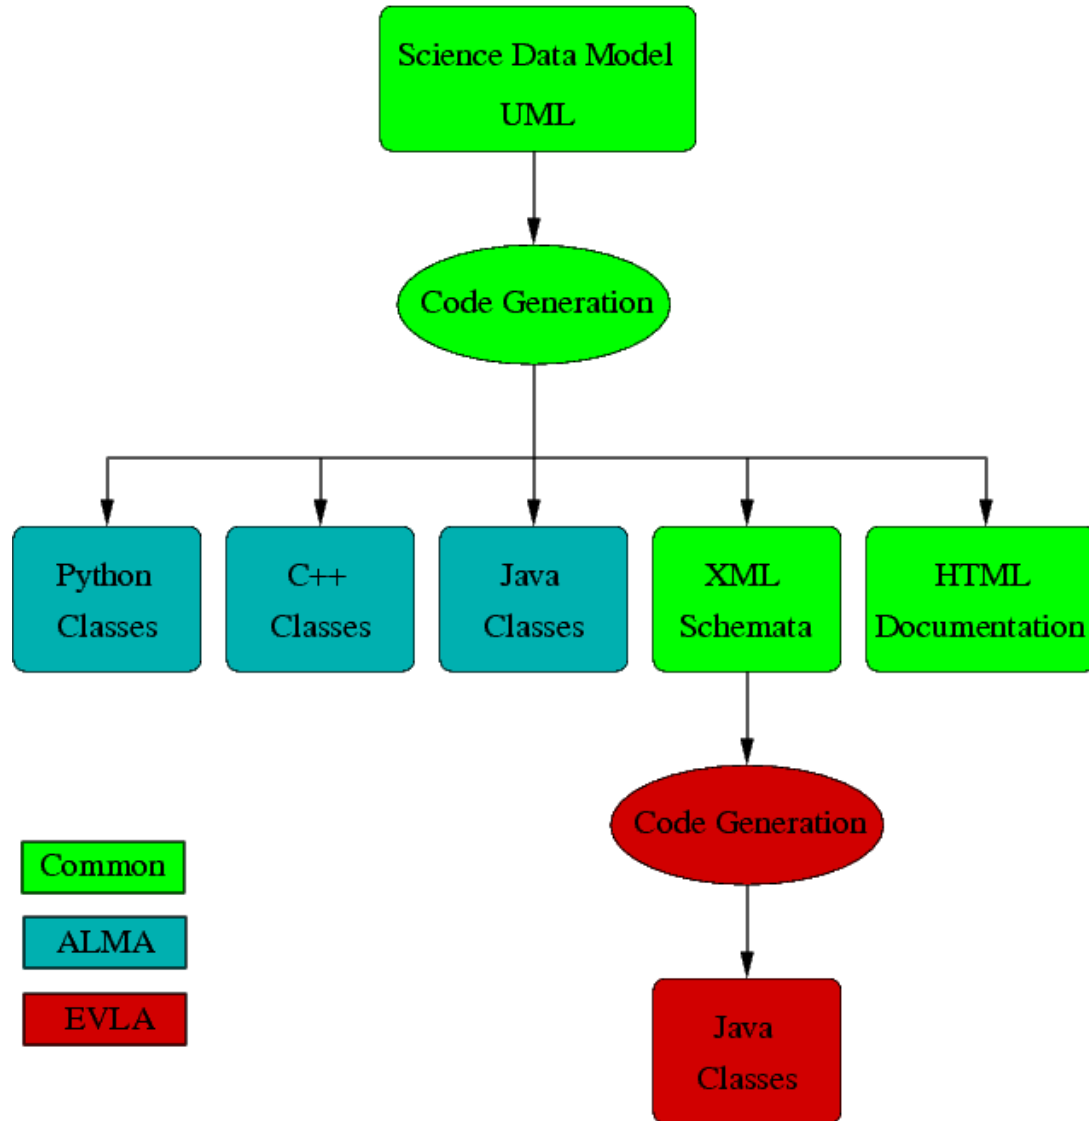 Science Data Model
UML
Code Generation
Python
Classes
C++
Classes
Java
Classes
XML
Schemata
HTML
Documentation
Code Generation
Common
ALMA
EVLA
Java
Classes